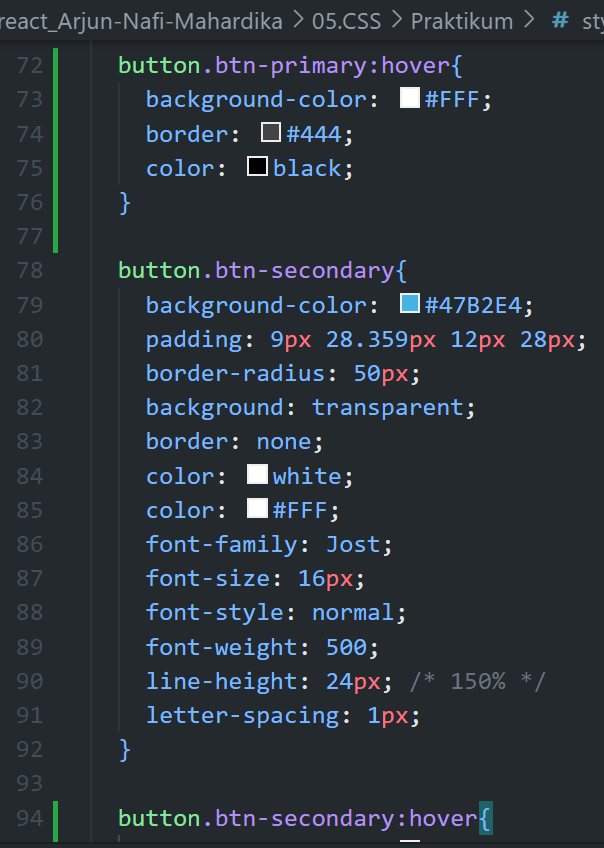 react_Arjun-Nafi-Mahardika > 05.CSS > Praktikum > # sty
72 button.btn-primary:hover{
73 background-color: #FFF;
74 border: #444;
75 color: black;
76 }
77
78 button.btn-secondary{
79 background-color: #47B2E4;
80 padding: 9px 28.359px 12px 28px;
81 border-radius: 50px;
82 background: transparent;
83 border: none;
84 color: white;
85 color: #FFF;
86 font-family: Jost;
87 font-size: 16px;
88 font-style: normal;
89 font-weight: 500;
90 line-height: 24px; /* 150% */
91 letter-spacing: 1px;
92 }
93
94 button.btn-secondary:hover{